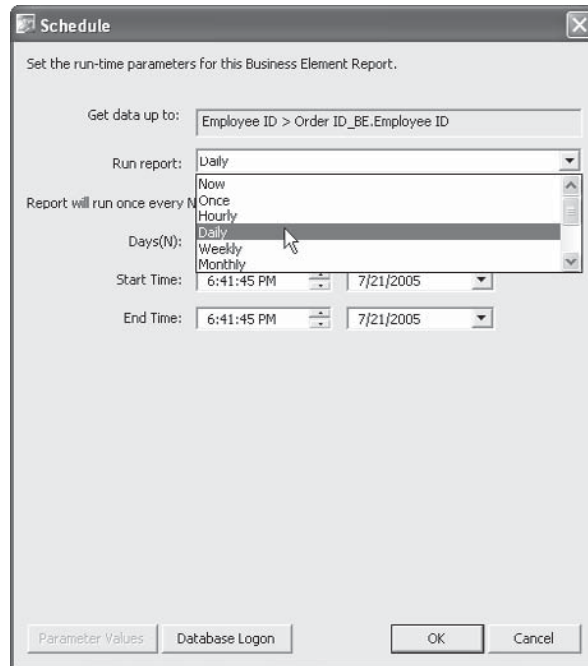 Schedule
Set the run-time parameters for this Business Element Report.
Get data up to: Employee ID > Order ID_BE.Employee ID
Run report: Daily
Now
Report will run once every N
Once
Hourly
Daily
Days(N):
Weekly
Monthly
Start Time: 6:41:45 PM 7/21/2005
End Time: 6:41:45 PM 7/21/2005
Parameter Values Database Logon OK Cancel